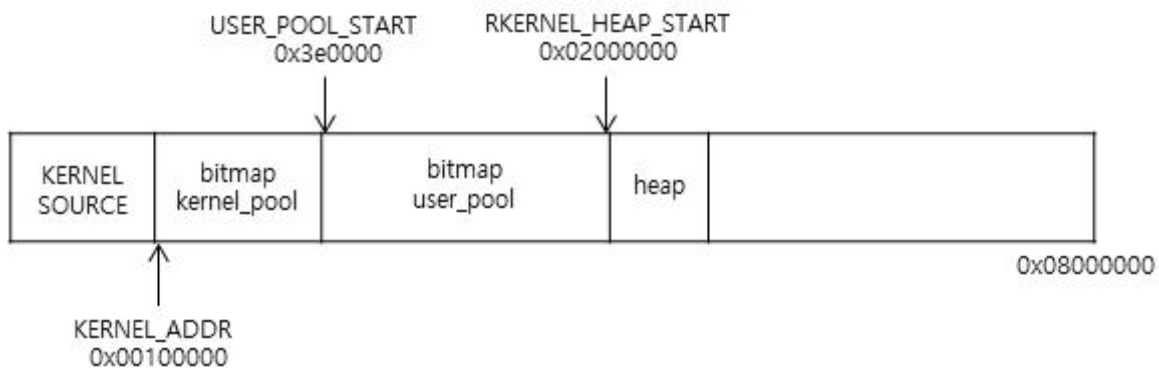 USER_POOL_START
0x3e0000
RKERNEL_HEAP_START
0x02000000
KERNEL
SOURCE
bitmap
kernel_pool
bitmap
user_pool
heap
0x08000000
KERNEL_ADDR
0x00100000